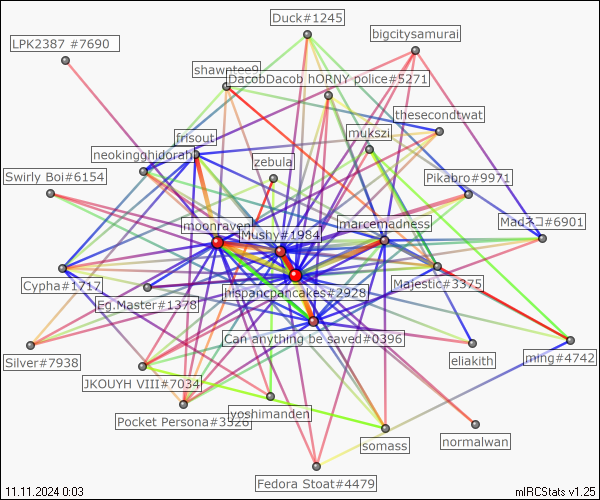 Duck#1245
bigcitysamurai
LPK2387 #7690
shawntee9
DacobDacob hORNY police#5271
thesecondtwat
mukszi
frisout
neokingghidorah
zebula
Swirly Boi#6154
Pikabro#9971
moonraven
marcemadness
Mushy#1984
Madネコ#6901
Cypha#1717
Majestic#3375
hispancpancakes#2928
Eg.Master#1378
Can anything be saved#0396
Silver#7938
eliakith
ming#4742
JKOUYH VIII#7034
yoshimanden
Pocket Persona#3526
normalwan
somass
Fedora Stoat#4479
11.11.2024 0:03
mIRCStats v1.25